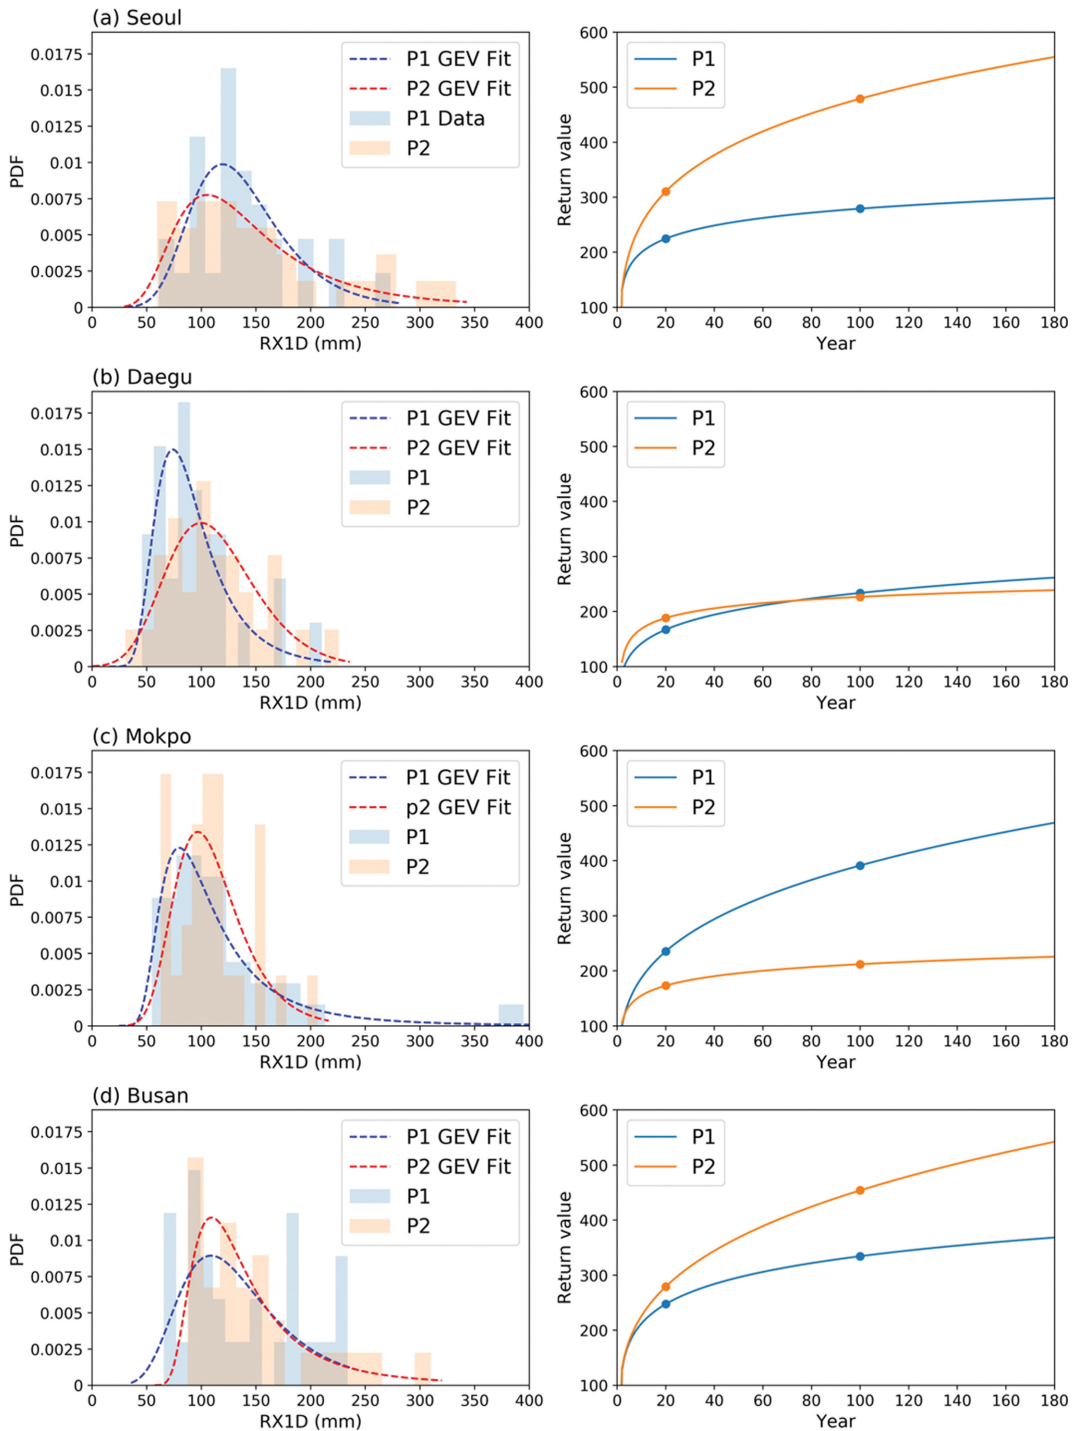 (a) Seoul
0.0175
0.015
0.0125
0.01
0.0075
0.005
0.0025
0
PDF
P1 GEV Fit
P2 GEV Fit
P1 Data
P2
0 50 100 150 200 250 300 350 400
RX1D (mm)
600
500
400
300
200
100
Return value
P1
P2
0 20 40 60 80 100 120 140 160 180
Year
(b) Daegu
0.0175
0.015
0.0125
0.01
0.0075
0.005
0.0025
0
PDF
P1 GEV Fit
P2 GEV Fit
P1
P2
0 50 100 150 200 250 300 350 400
RX1D (mm)
600
500
400
300
200
100
Return value
P1
P2
0 20 40 60 80 100 120 140 160 180
Year
(c) Mokpo
0.0175
0.015
0.0125
0.01
0.0075
0.005
0.0025
0
PDF
P1 GEV Fit
p2 GEV Fit
P1
P2
0 50 100 150 200 250 300 350 400
RX1D (mm)
600
500
400
300
200
100
Return value
P1
P2
0 20 40 60 80 100 120 140 160 180
Year
(d) Busan
0.0175
0.015
0.0125
0.01
0.0075
0.005
0.0025
0
PDF
P1 GEV Fit
P2 GEV Fit
P1
P2
0 50 100 150 200 250 300 350 400
RX1D (mm)
600
500
400
300
200
100
Return value
P1
P2
0 20 40 60 80 100 120 140 160 180
Year